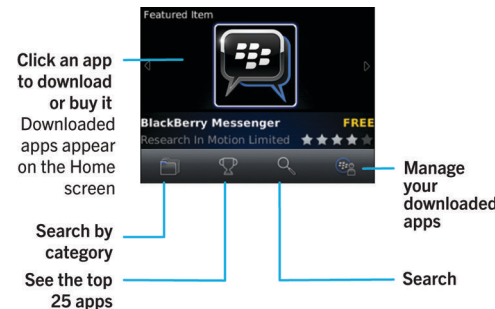 Featured Item
Click an app
to download
or buy it
Downloaded
apps appear
on the Home
screen
BlackBerry Messenger FREE
Research In Motion Limited
Manage
your
downloaded
apps
Search by
category
See the top
25 apps
Search